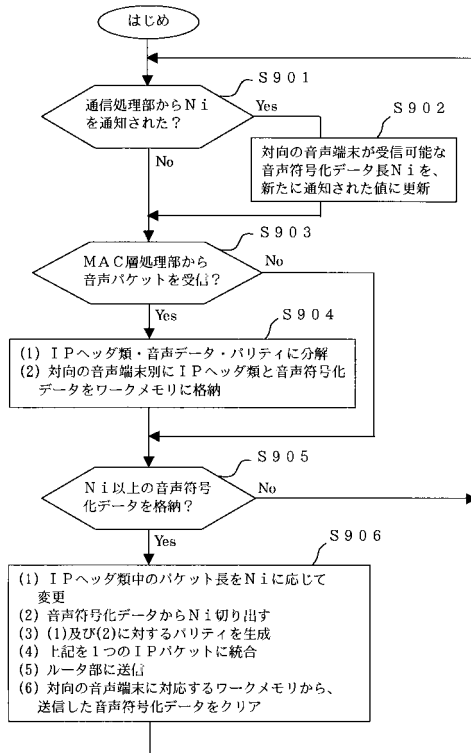 はじめ
S901
通信処理部からNi
を通知された?
Yes
No
S902
対向の音声端末が受信可能な
音声符号化データ長Niを、
新たに通知された値に更新
S903
MAC層処理部から
音声パケットを受信?
No
Yes
S904
(1) IPヘッダ類・音声データ・パリティに分解
(2) 対向の音声端末別にIPヘッダ類と音声符号化
データをワークメモリに格納
S905
Ni以上の音声符号
化データを格納?
No
Yes
S906
(1) IPヘッダ類中のパケット長をNiに応じて
変更
(2) 音声符号化データからNi切り出す
(3) (1)及び(2)に対するパリティを生成
(4) 上記を1つのIPパケットに統合
(5) ルータ部に送信
(6) 対向の音声端末に対応するワークメモリから、
送信した音声符号化データをクリア